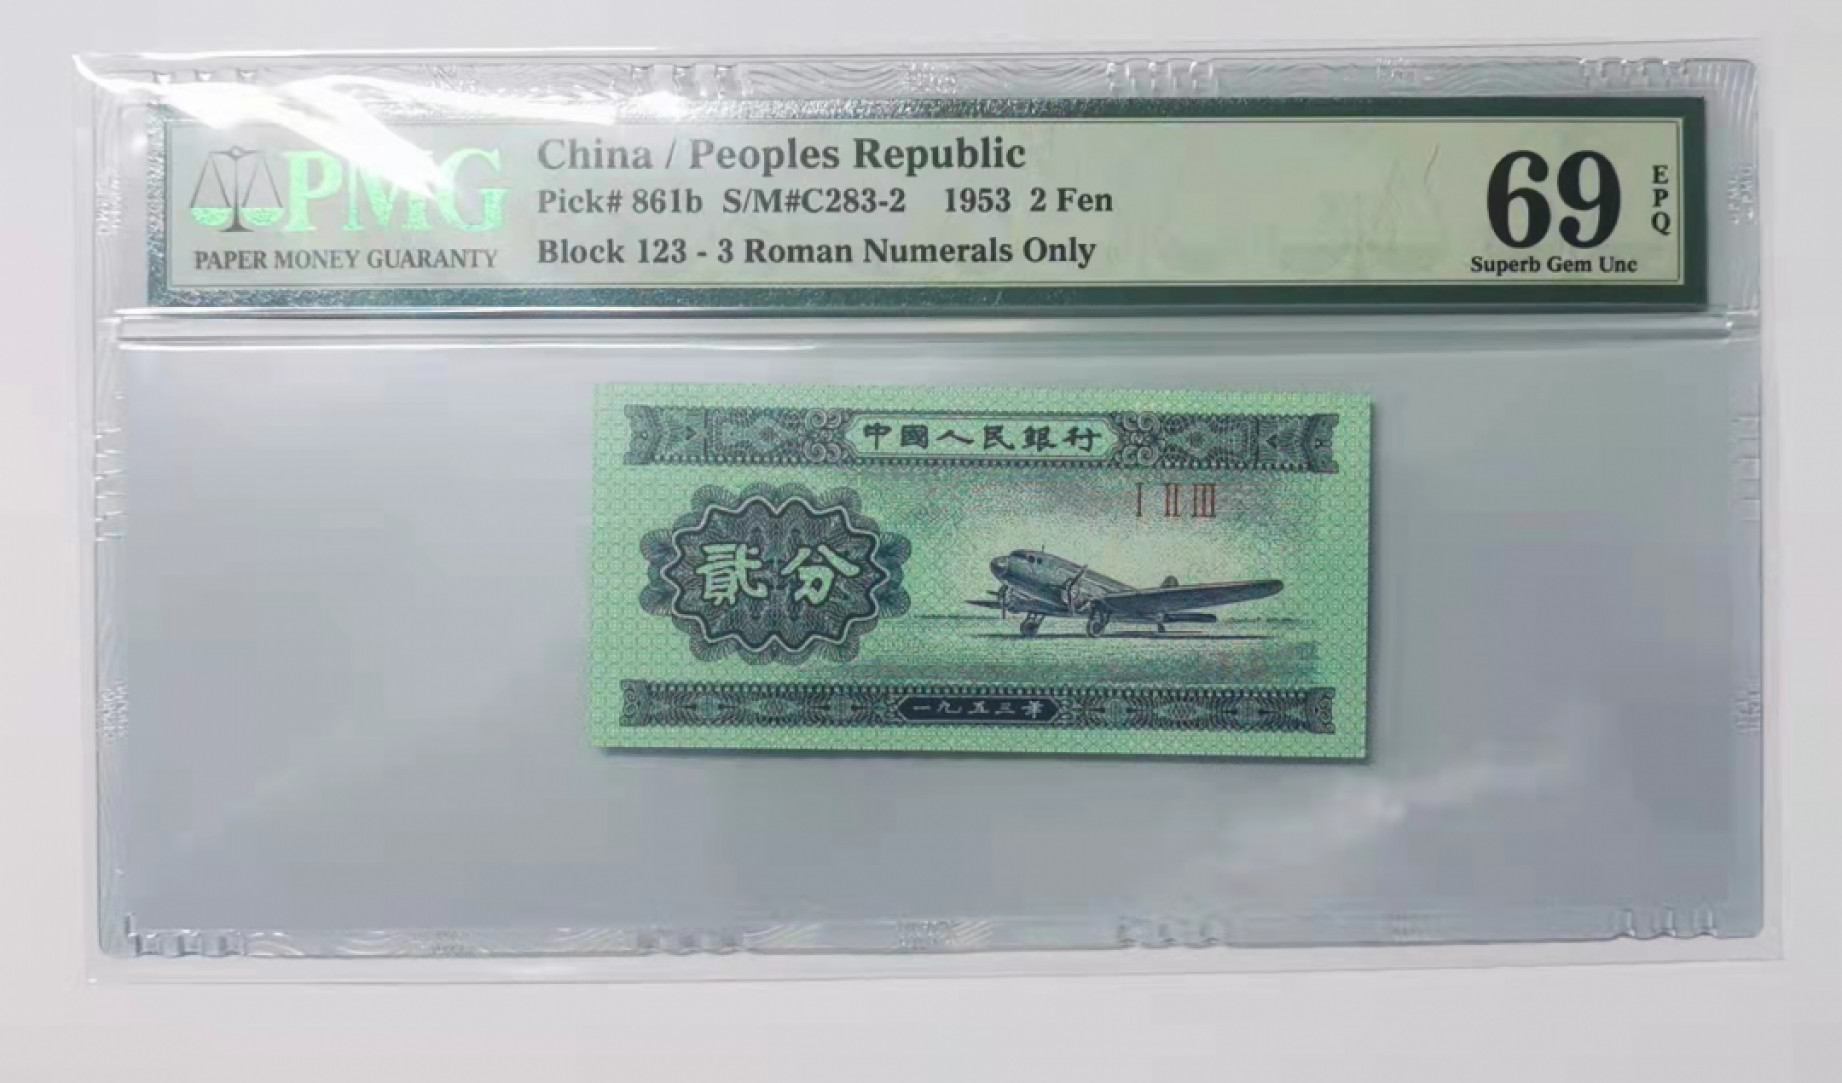 PMG
PAPER MONEY GUARANTY
China / Peoples Republic
Pick# 861b S/M#C283-2 1953 2 Fen
Block 123 - 3 Roman Numerals Only
69
EPQ
Superb Gem Unc
中國人民銀行
Ⅰ Ⅱ Ⅲ
貳分
一九五三年